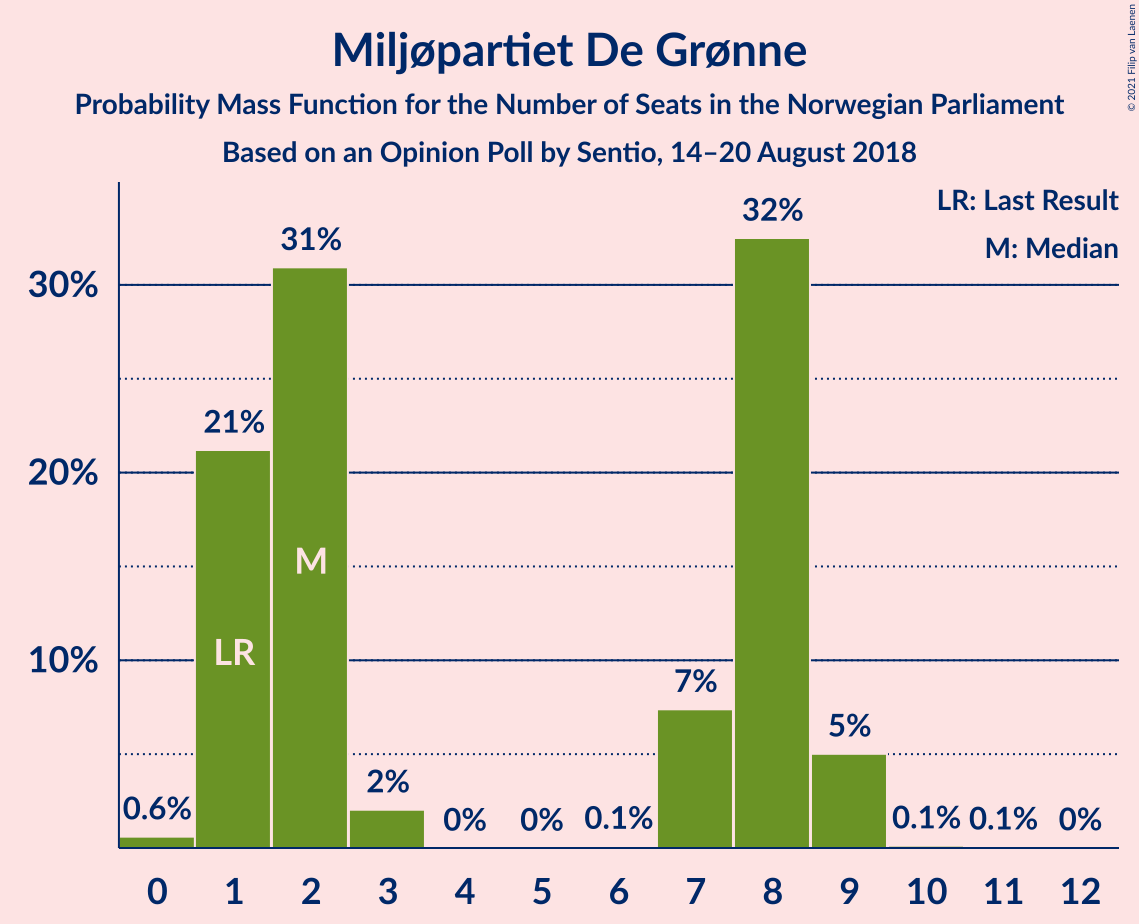 Miljøpartiet De Grønne
Probability Mass Function for the Number of Seats in the Norwegian Parliament
Based on an Opinion Poll by Sentio, 14–20 August 2018
© 2021 Filip van Laenen
LR: Last Result
M: Median
30%
20%
10%
0.6%
21%
31%
2%
0%
0%
0.1%
7%
32%
5%
0.1%
0.1%
0%
LR
M
0 1 2 3 4 5 6 7 8 9 10 11 12